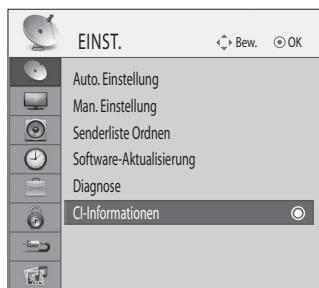 EINST. Bew. OK
Auto. Einstellung
Man. Einstellung
Senderliste Ordnen
Software-Aktualisierung
Diagnose
CI-Informationen